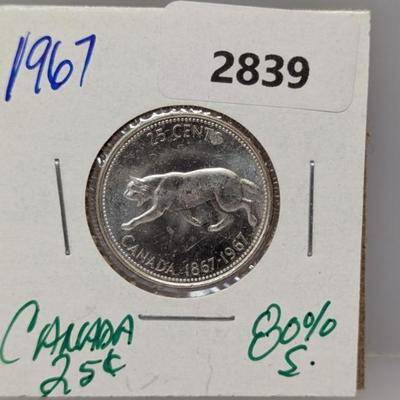 1967
2839
25 CENTS
CANADA 1867-1967
CANADA
25¢
80%
S.